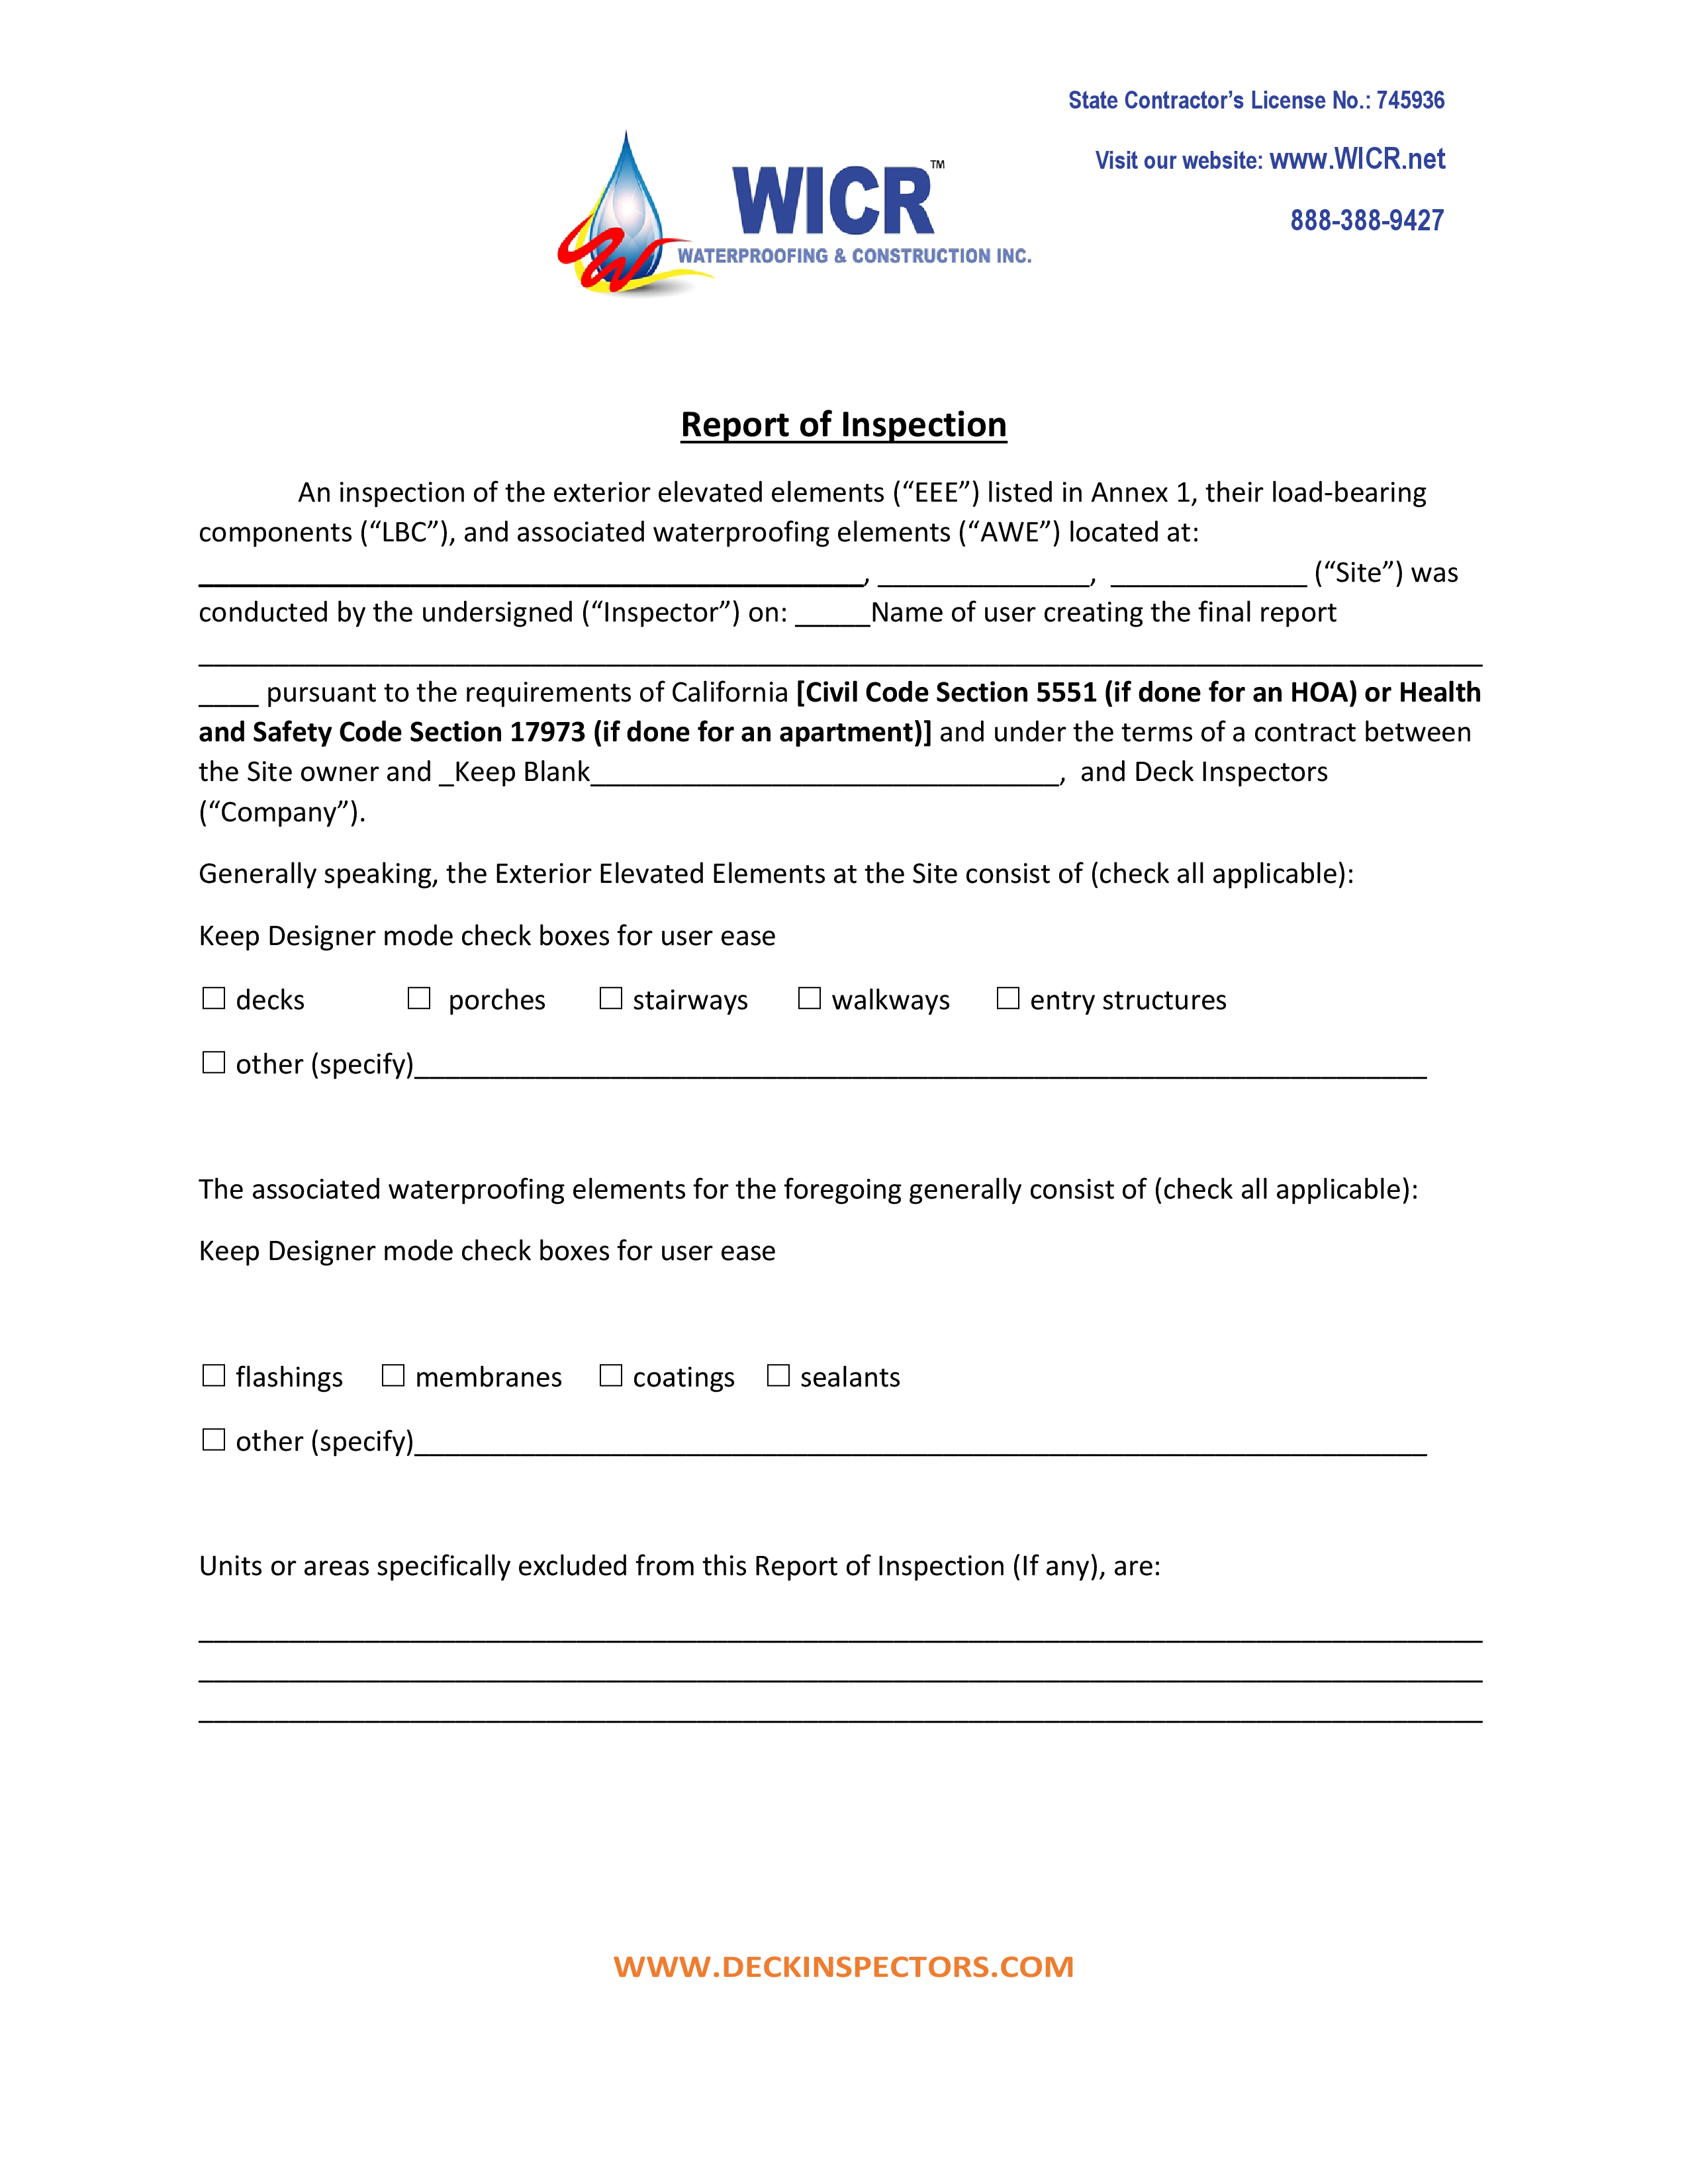 State Contractor’s License No.: 745936
Visit our website: www.WICR.net
888-388-9427
WICR™
WATERPROOFING & CONSTRUCTION INC.
Report of Inspection
An inspection of the exterior elevated elements (“EEE”) listed in Annex 1, their load-bearing
components (“LBC”), and associated waterproofing elements (“AWE”) located at:
____________________________________________, ______________, _____________ (“Site”) was
conducted by the undersigned (“Inspector”) on: _____Name of user creating the final report
_____________________________________________________________________________________
____ pursuant to the requirements of California [Civil Code Section 5551 (if done for an HOA) or Health
and Safety Code Section 17973 (if done for an apartment)] and under the terms of a contract between
the Site owner and _Keep Blank_______________________________, and Deck Inspectors
(“Company”).
Generally speaking, the Exterior Elevated Elements at the Site consist of (check all applicable):
Keep Designer mode check boxes for user ease
☐ decks ☐ porches ☐ stairways ☐ walkways ☐ entry structures
☐ other (specify)___________________________________________________________________
The associated waterproofing elements for the foregoing generally consist of (check all applicable):
Keep Designer mode check boxes for user ease
☐ flashings ☐ membranes ☐ coatings ☐ sealants
☐ other (specify)___________________________________________________________________
Units or areas specifically excluded from this Report of Inspection (If any), are:
_____________________________________________________________________________________
_____________________________________________________________________________________
_____________________________________________________________________________________
WWW.DECKINSPECTORS.COM